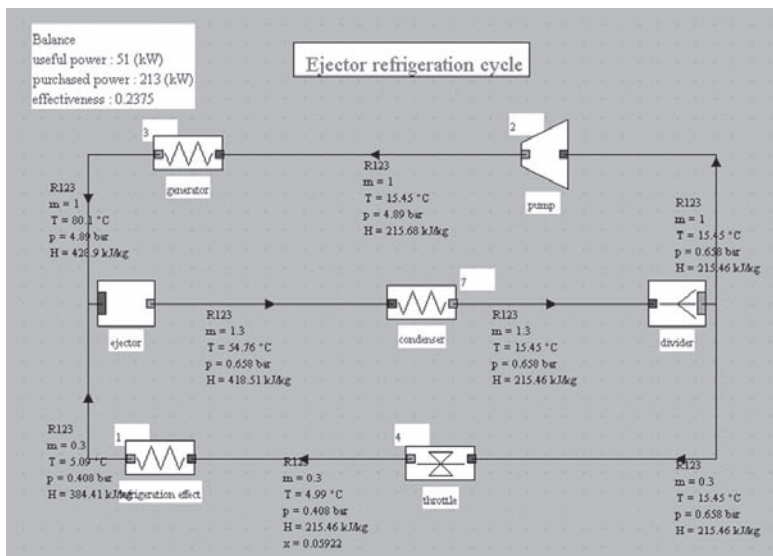 Balance
useful power : 51 (kW)
purchased power : 213 (kW)
effectiveness : 0.2375
Ejector refrigeration cycle
3
generator
2
pump
R123
m = 1
T = 15.45 °C
p = 4.89 bar
H = 215.68 kJ/kg
R123
m = 1
T = 80.1 °C
p = 4.89 bar
H = 428.9 kJ/kg
R123
m = 1
T = 15.45 °C
p = 0.658 bar
H = 215.46 kJ/kg
ejector
R123
m = 1.3
T = 54.76 °C
p = 0.658 bar
H = 418.51 kJ/kg
7
condenser
R123
m = 1.3
T = 15.45 °C
p = 0.658 bar
H = 215.46 kJ/kg
divider
R123
m = 0.3
T = 5.09 °C
p = 0.408 bar
H = 384.41 kJ/kg
1
refrigeration effect
R123
m = 0.3
T = 4.99 °C
p = 0.408 bar
H = 215.46 kJ/kg
x = 0.05922
4
throttle
R123
m = 0.3
T = 15.45 °C
p = 0.658 bar
H = 215.46 kJ/kg